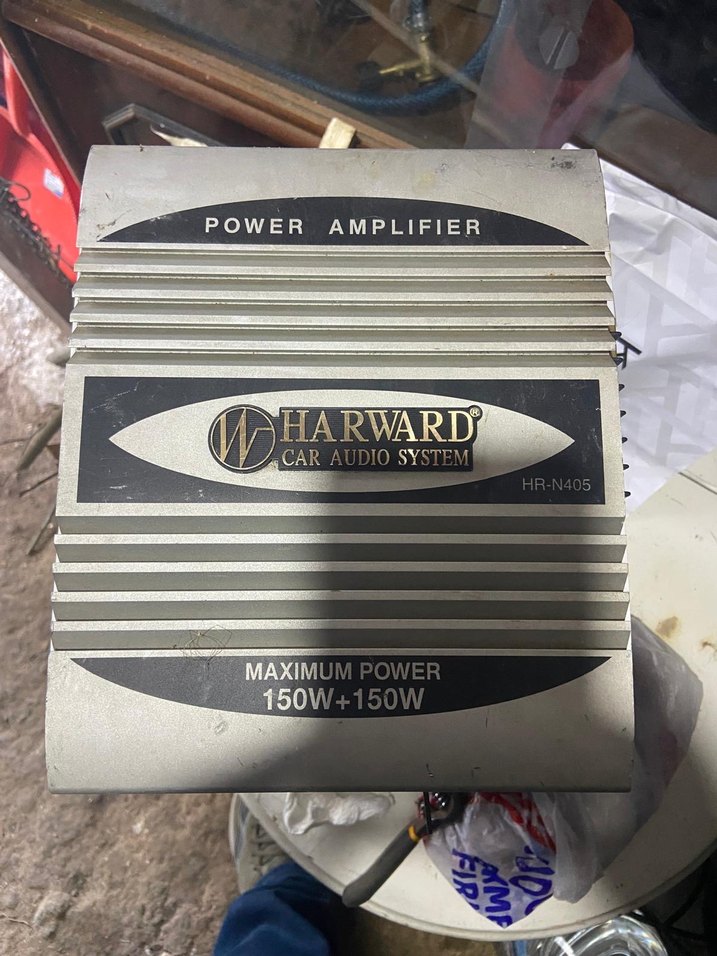 POWER AMPLIFIER
W HARWARD®
CAR AUDIO SYSTEM
HR-N405
MAXIMUM POWER
150W+150W